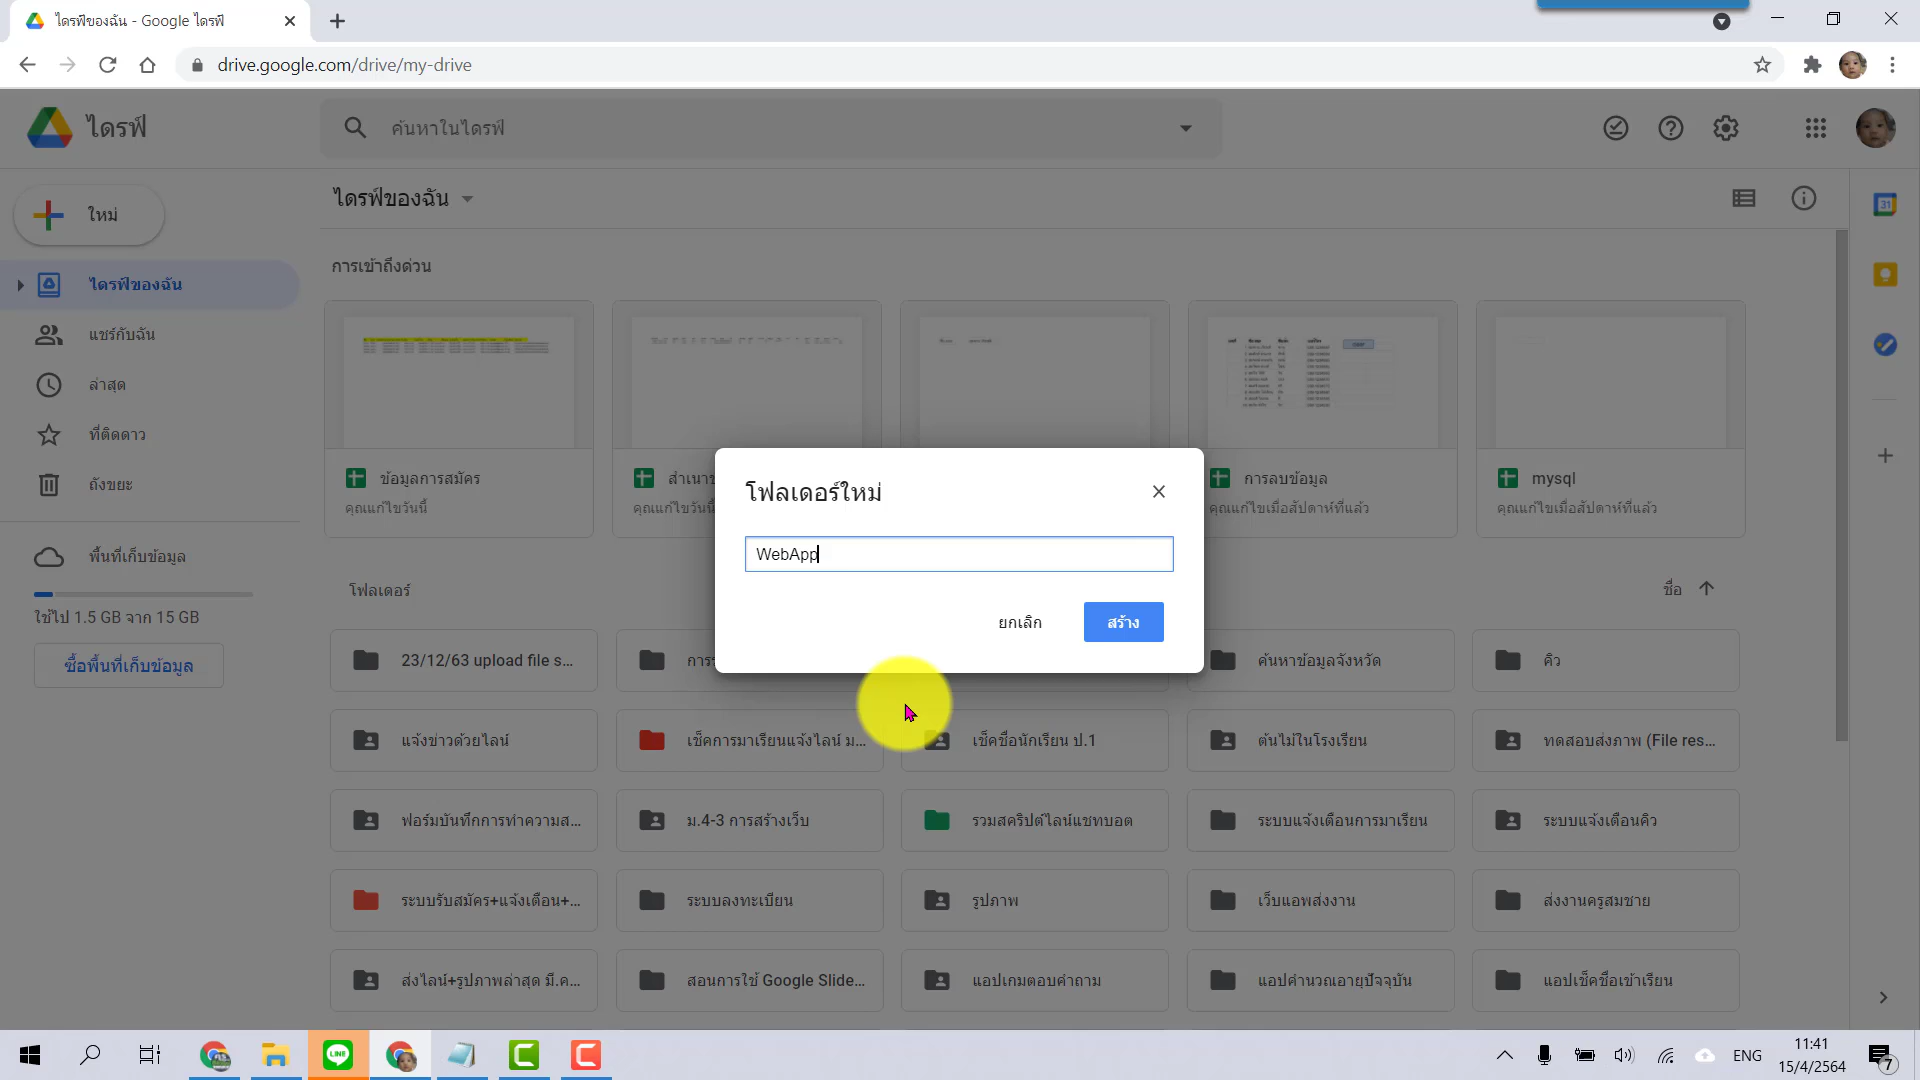 ไดรฟ์ของฉัน - Google ไดรฟ์
drive.google.com/drive/my-drive
ไดรฟ์
ค้นหาในไดรฟ์
ใหม่
ไดรฟ์ของฉัน
ไดรฟ์ของฉัน
แชร์กับฉัน
ล่าสุด
ที่ติดดาว
ถังขยะ
พื้นที่เก็บข้อมูล
ใช้ไป 1.5 GB จาก 15 GB
ซื้อพื้นที่เก็บข้อมูล
การเข้าถึงด่วน
ข้อมูลการสมัคร
คุณแก้ไขวันนี้
สำเนา
คุณแก้ไขวันนี้
การลบข้อมูล
คุณแก้ไขเมื่อสัปดาห์ที่แล้ว
mysql
คุณแก้ไขเมื่อสัปดาห์ที่แล้ว
โฟลเดอร์ใหม่
WebApp
ยกเลิก
สร้าง
โฟลเดอร์
ชื่อ
23/12/63 upload file s...
ค้นหาข้อมูลจังหวัด
คิว
แจ้งข่าวด้วยไลน์
เช็คการมาเรียนแจ้งไลน์ ม...
เช็คชื่อนักเรียน ป.1
ต้นไม้ในโรงเรียน
ทดสอบส่งภาพ (File res...
ฟอร์มบันทึกการทำความส...
ม.4-3 การสร้างเว็บ
รวมสคริปต์ไลน์แชทบอต
ระบบแจ้งเตือนการมาเรียน
ระบบแจ้งเตือนคิว
ระบบรับสมัคร+แจ้งเตือน+...
ระบบลงทะเบียน
รูปภาพ
เว็บแอพส่งงาน
ส่งงานครูสมชาย
ส่งไลน์+รูปภาพล่าสุด มี.ค...
สอนการใช้ Google Slide...
แอปเกมตอบคำถาม
แอปคำนวณอายุปัจจุบัน
แอปเช็คชื่อเข้าเรียน
31
LINE
ENG
11:41
15/4/2564
7